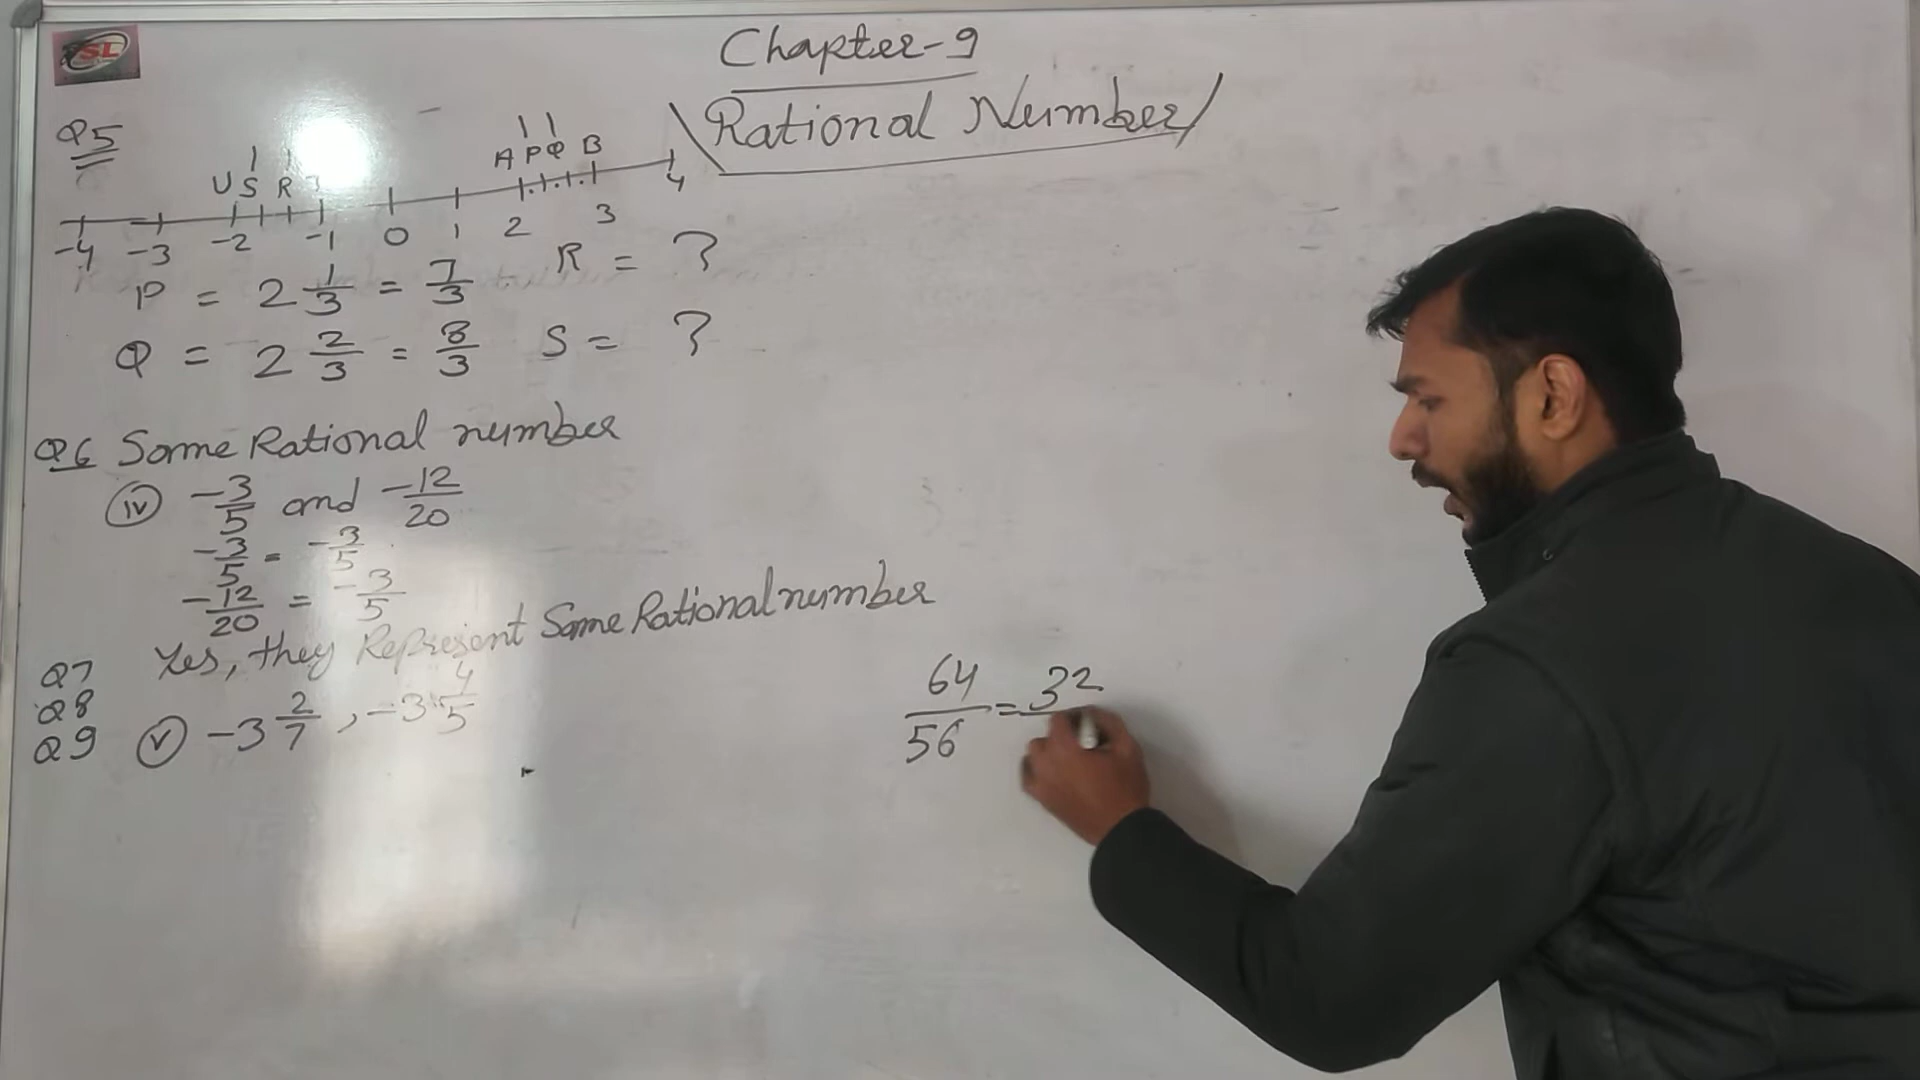 SL
Chapter-9
Rational Number
Q5
U S R
A P Q B
-4 -3 -2 -1 0 1 2 3 4
P = 2 1/3 = 7/3 R = ?
Q = 2 2/3 = 8/3 S = ?
Q6 Same Rational number
(iv) -3/5 and -12/20
-3/5 = -3/5
-12/20 = -3/5
Yes, they Represent Same Rational number
Q7
Q8
Q9 (v) -3 2/7, -3 4/5
64/56 = 32